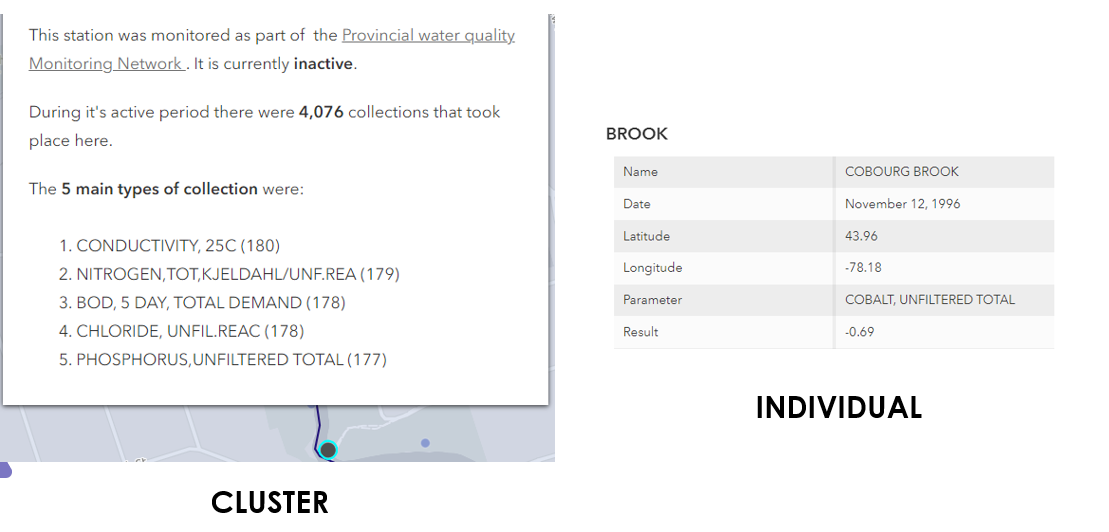 This station was monitored as part of the Provincial water quality
Monitoring Network . It is currently inactive.
During it's active period there were 4,076 collections that took
place here.
The 5 main types of collection were:
1. CONDUCTIVITY, 25C (180)
2. NITROGEN,TOT,KJELDAHL/UNF.REA (179)
3. BOD, 5 DAY, TOTAL DEMAND (178)
4. CHLORIDE, UNFIL.REAC (178)
5. PHOSPHORUS,UNFILTERED TOTAL (177)
CLUSTER
BROOK
Name COBOURG BROOK
Date November 12, 1996
Latitude 43.96
Longitude -78.18
Parameter COBALT, UNFILTERED TOTAL
Result -0.69
INDIVIDUAL